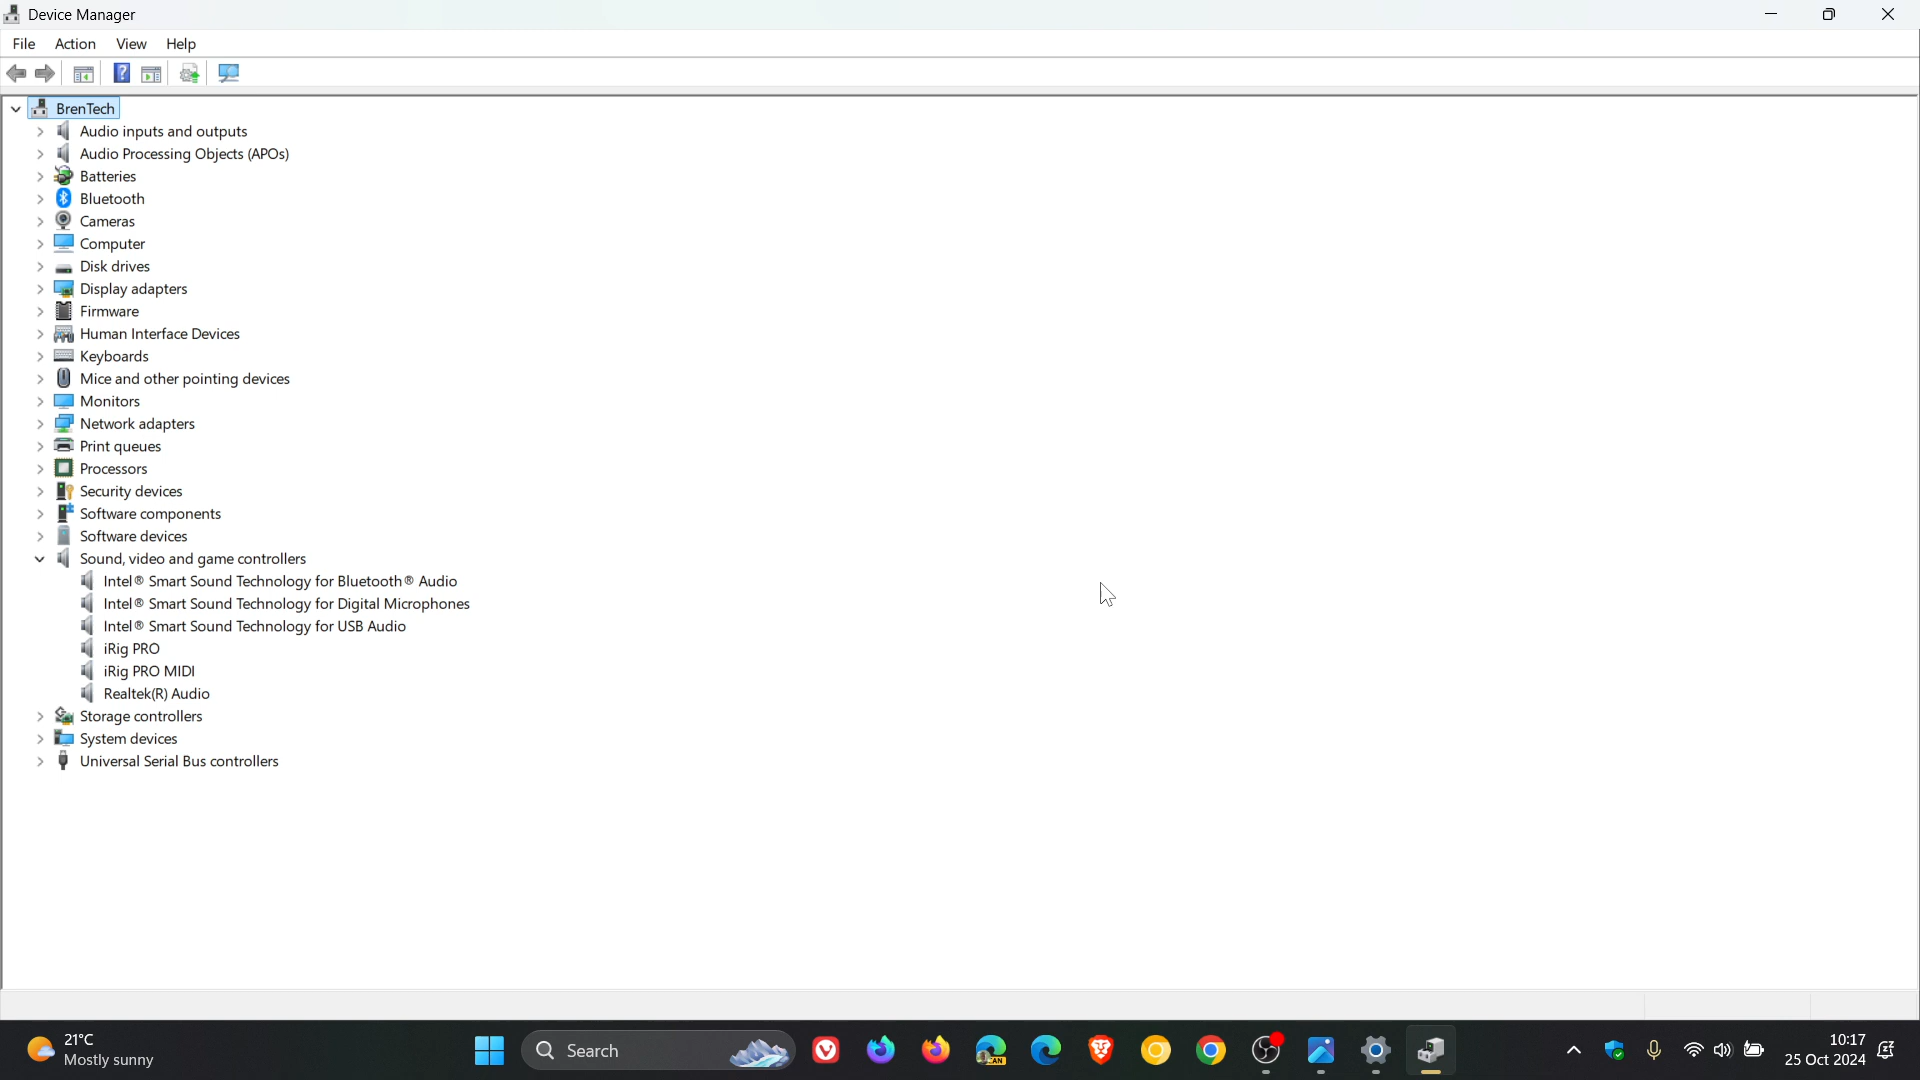 Device Manager
File Action View Help
BrenTech
Audio inputs and outputs
Audio Processing Objects (APOs)
Batteries
Bluetooth
Cameras
Computer
Disk drives
Display adapters
Firmware
Human Interface Devices
Keyboards
Mice and other pointing devices
Monitors
Network adapters
Print queues
Processors
Security devices
Software components
Software devices
Sound, video and game controllers
Intel® Smart Sound Technology for Bluetooth® Audio
Intel® Smart Sound Technology for Digital Microphones
Intel® Smart Sound Technology for USB Audio
iRig PRO
iRig PRO MIDI
Realtek(R) Audio
Storage controllers
System devices
Universal Serial Bus controllers
21°C
Mostly sunny
Search
CAN
10:17
25 Oct 2024